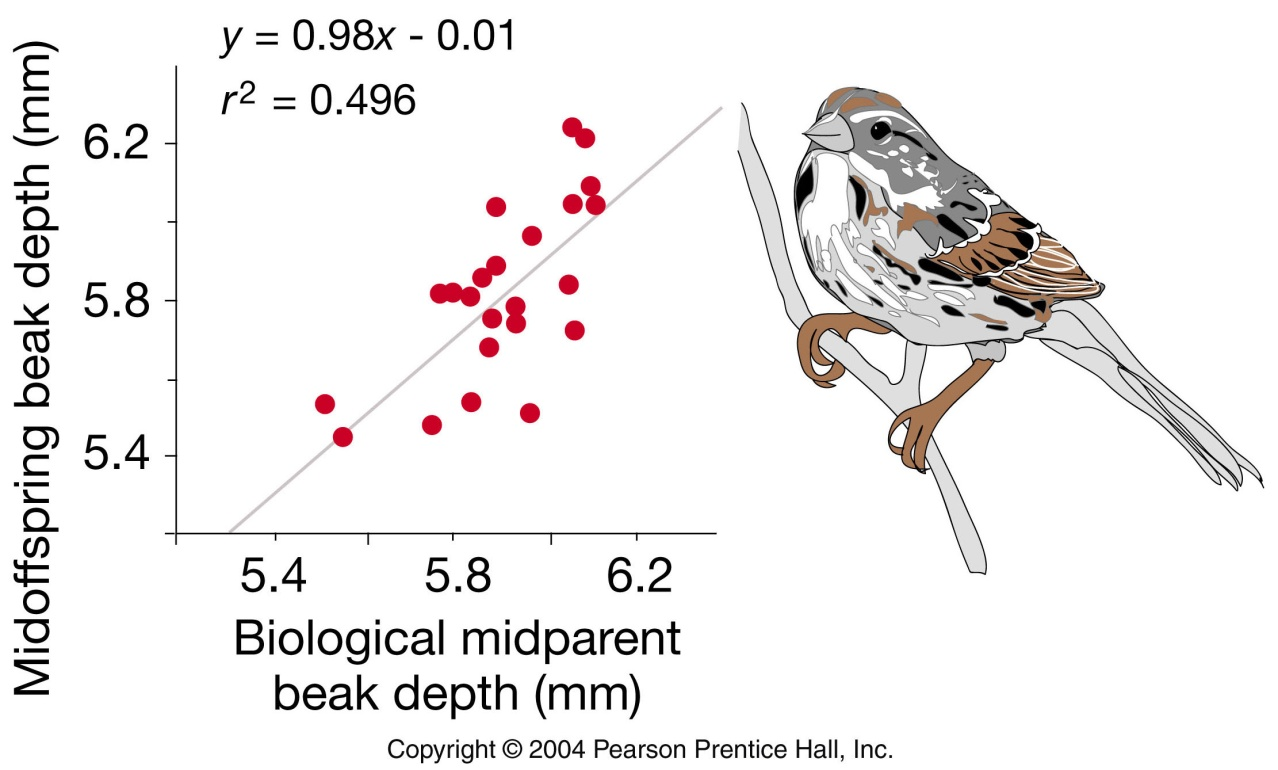 y = 0.98x - 0.01
r² = 0.496
Midoffspring beak depth (mm)
6.2
5.8
5.4
5.4 5.8 6.2
Biological midparent
beak depth (mm)
Copyright © 2004 Pearson Prentice Hall, Inc.